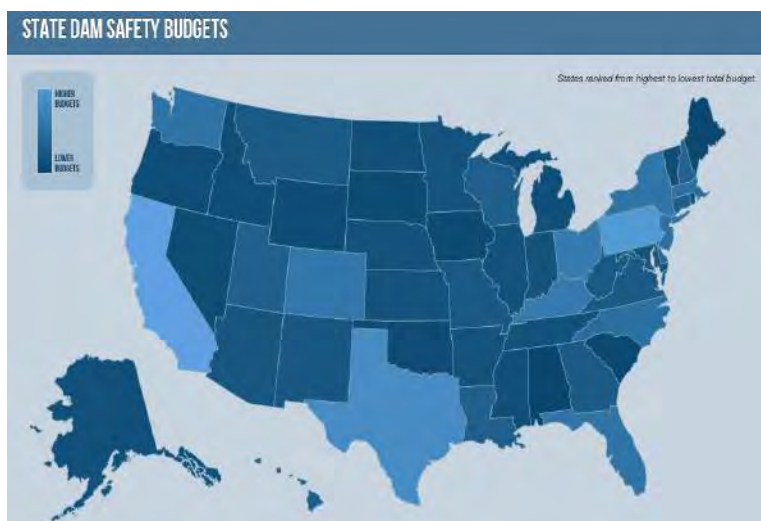 STATE DAM SAFETY BUDGETS
States ranked from highest to lowest total budget.
HIGHER
BUDGETS
LOWER
BUDGETS